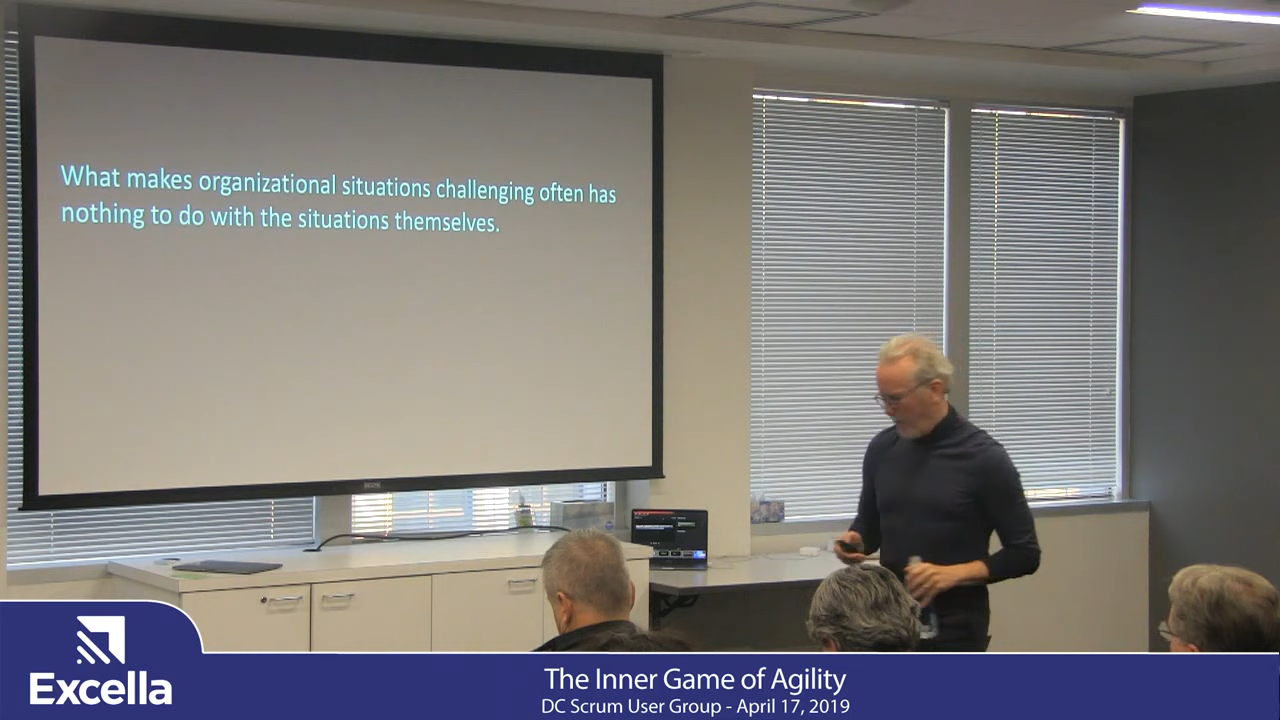 What makes organizational situations challenging often has
nothing to do with the situations themselves.
Excella
The Inner Game of Agility
DC Scrum User Group - April 17, 2019